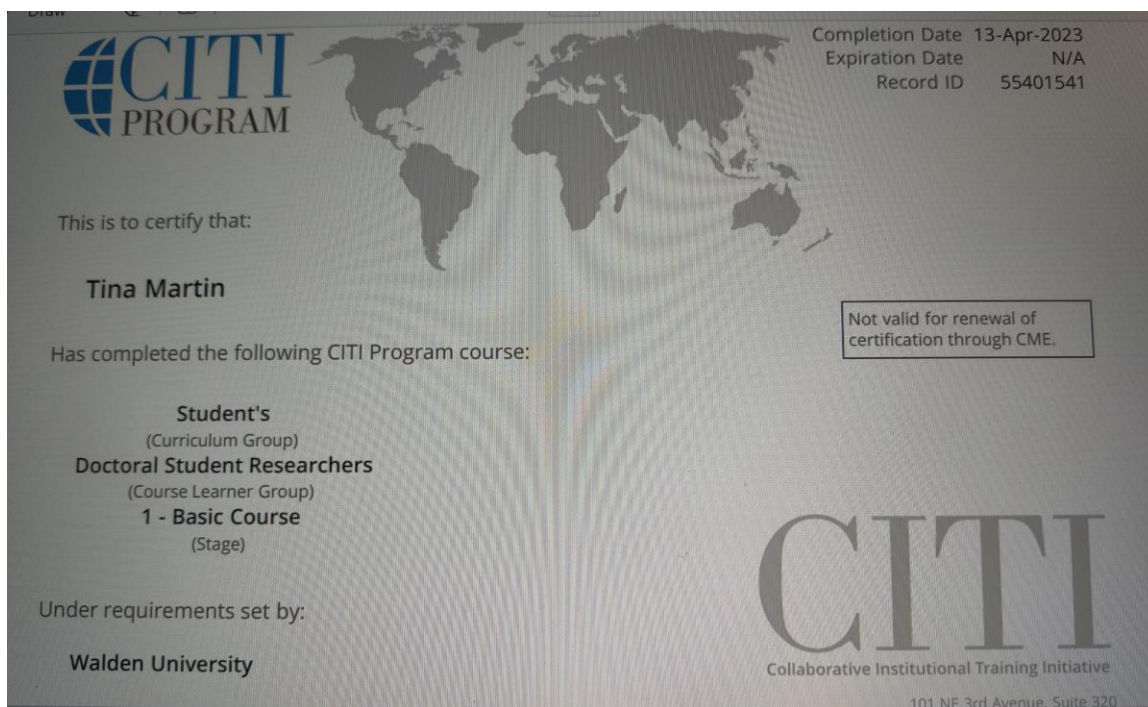 Draw
CITI
PROGRAM
Completion Date 13-Apr-2023
Expiration Date N/A
Record ID 55401541
This is to certify that:
Tina Martin
Not valid for renewal of
certification through CME.
Has completed the following CITI Program course:
Student's
(Curriculum Group)
Doctoral Student Researchers
(Course Learner Group)
1 - Basic Course
(Stage)
Under requirements set by:
Walden University
CITI
Collaborative Institutional Training Initiative
101 NE 3rd Avenue, Suite 320